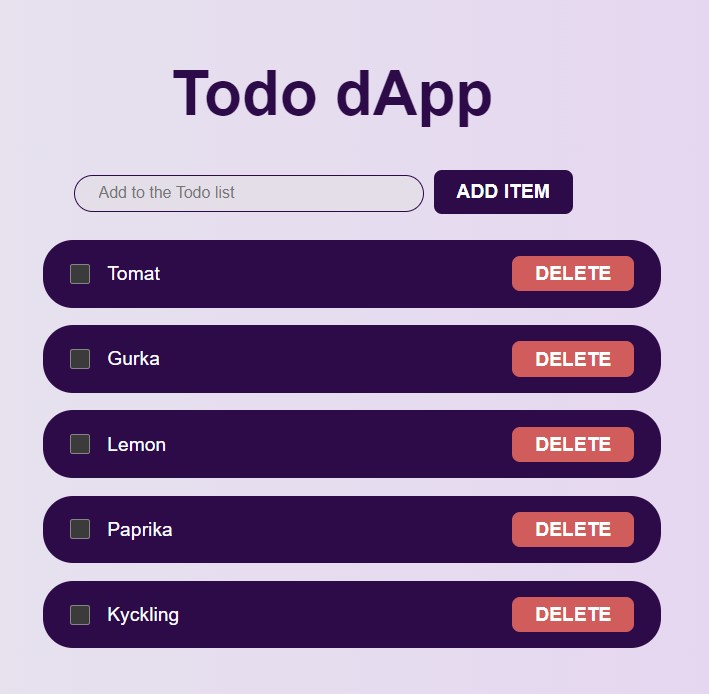 Todo dApp
Add to the Todo list ADD ITEM
Tomat DELETE
Gurka DELETE
Lemon DELETE
Paprika DELETE
Kyckling DELETE